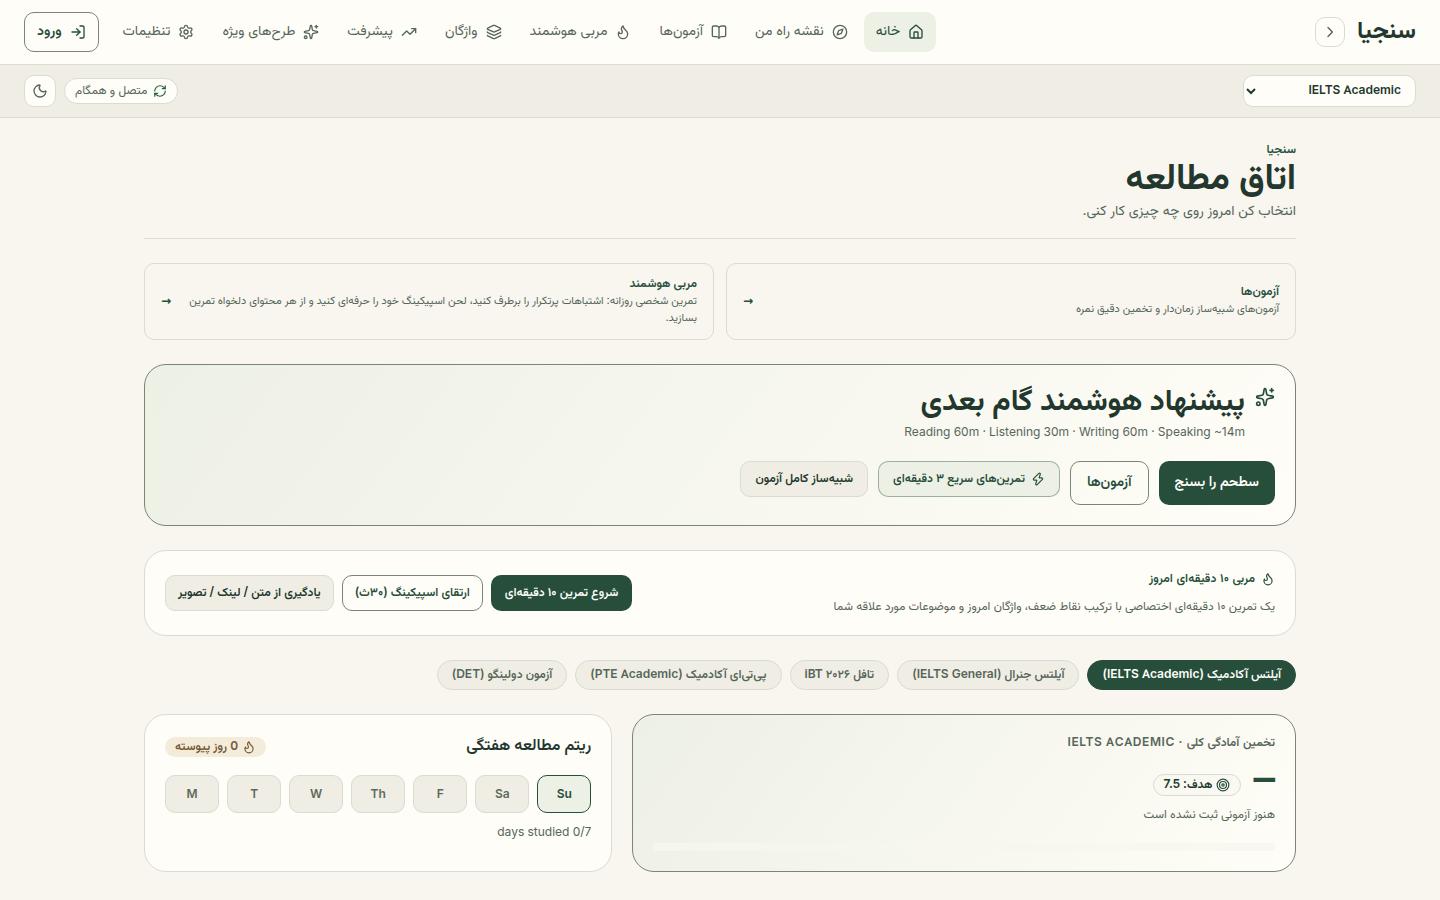 سنجیا
خانه
نقشه راه من
آزمون‌ها
مربی هوشمند
واژگان
پیشرفت
طرح‌های ویژه
تنظیمات
ورود
IELTS Academic
متصل و همگام
سنجیا
اتاق مطالعه
انتخاب کن امروز روی چه چیزی کار کنی.
آزمون‌ها
آزمون‌های شبیه‌ساز زمان‌دار و تخمین دقیق نمره
→
مربی هوشمند
تمرین شخصی روزانه: اشتباهات پرتکرار را برطرف کنید، لحن اسپیکینگ خود را حرفه‌ای کنید و از هر محتوای دلخواه تمرین
بسازید.
→
پیشنهاد هوشمند گام بعدی
Reading 60m · Listening 30m · Writing 60m · Speaking ~14m
سطحم را بسنج
آزمون‌ها
تمرین‌های سریع ۳ دقیقه‌ای
شبیه‌ساز کامل آزمون
مربی ۱۰ دقیقه‌ای امروز
یک تمرین ۱۰ دقیقه‌ای اختصاصی با ترکیب نقاط ضعف، واژگان امروز و موضوعات مورد علاقه شما
شروع تمرین ۱۰ دقیقه‌ای
ارتقای اسپیکینگ (۳۰ث)
یادگیری از متن / لینک / تصویر
آیلتس آکادمیک (IELTS Academic)
آیلتس جنرال (IELTS General)
تافل iBT ۲۰۲۶
پی‌تی‌ای آکادمیک (PTE Academic)
آزمون دولینگو (DET)
تخمین آمادگی کلی · IELTS ACADEMIC
—
هدف: 7.5
هنوز آزمونی ثبت نشده است
ریتم مطالعه هفتگی
0 روز پیوسته
Su
Sa
F
Th
W
T
M
days studied 0/7